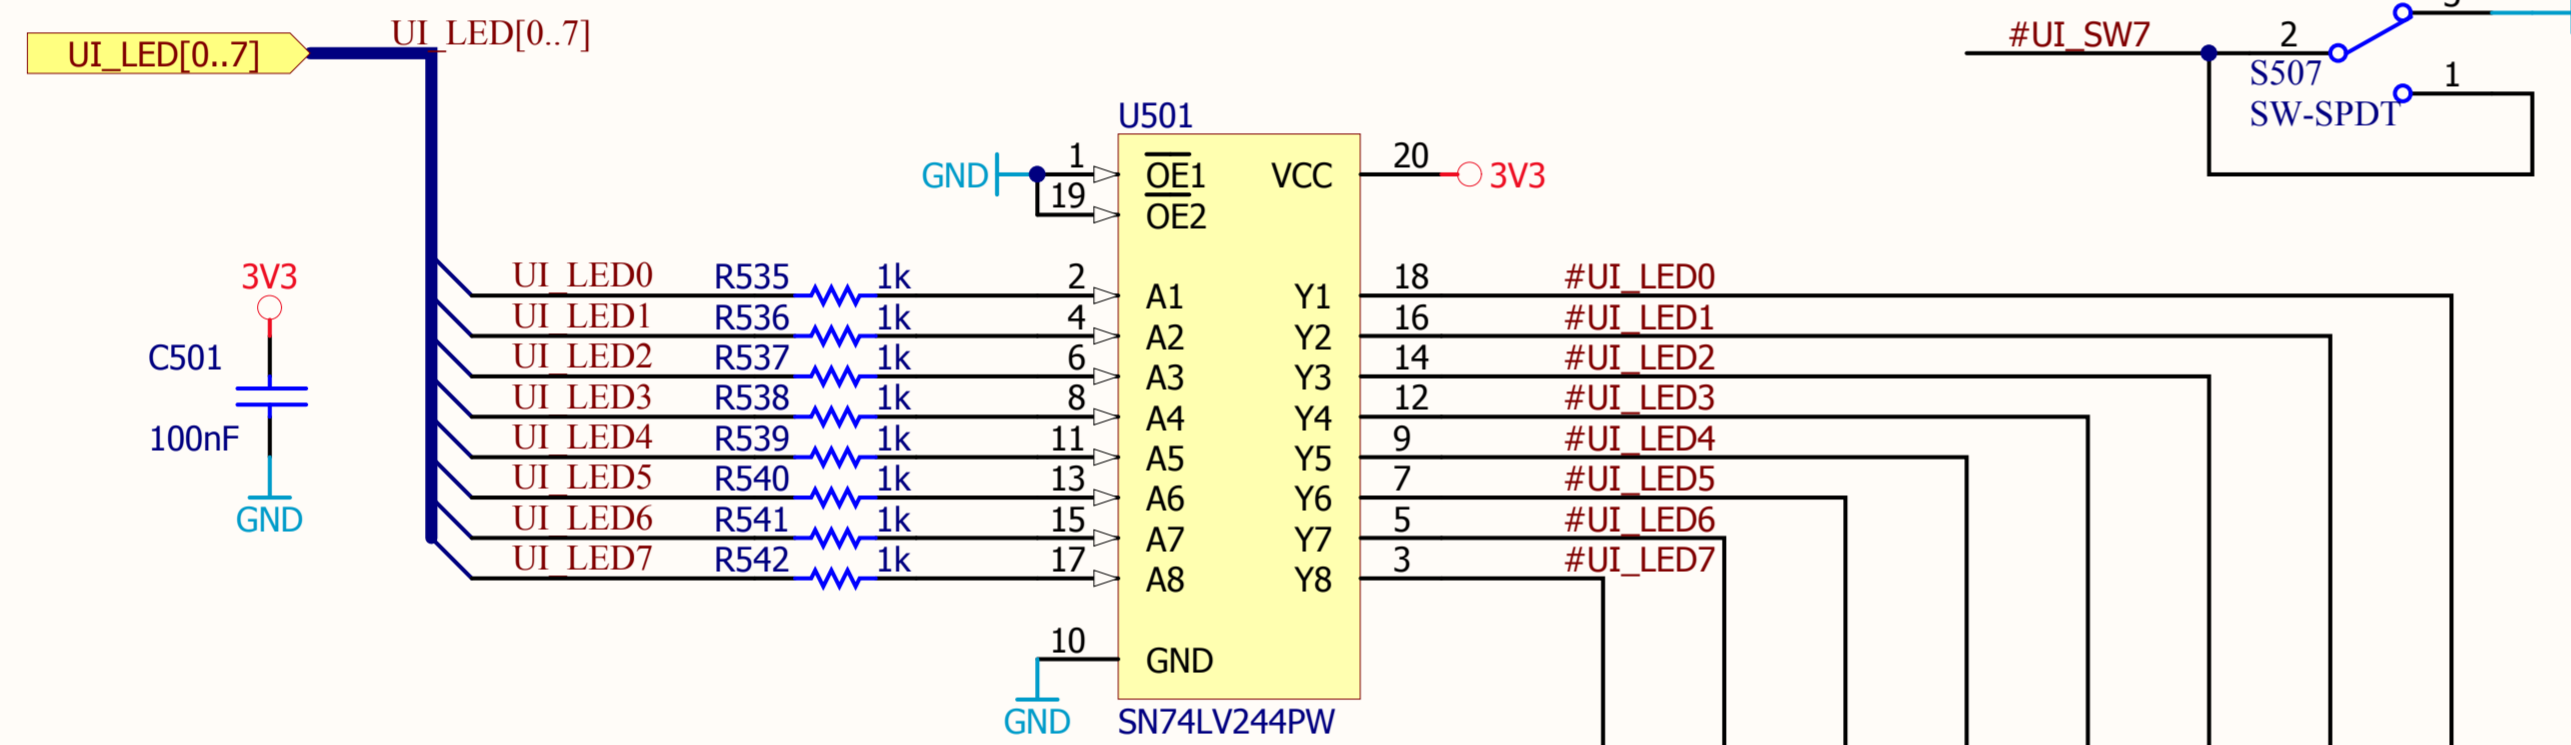 UI_LED[0..7]
UI_LED[0..7]
#UI_SW7
2
S507
SW-SPDT
1
U501
GND
1
19
OE1
OE2
VCC
20
3V3
3V3
C501
100nF
GND
UI_LED0 R535 1k 2 A1 Y1 18 #UI_LED0
UI_LED1 R536 1k 4 A2 Y2 16 #UI_LED1
UI_LED2 R537 1k 6 A3 Y3 14 #UI_LED2
UI_LED3 R538 1k 8 A4 Y4 12 #UI_LED3
UI_LED4 R539 1k 11 A5 Y5 9 #UI_LED4
UI_LED5 R540 1k 13 A6 Y6 7 #UI_LED5
UI_LED6 R541 1k 15 A7 Y7 5 #UI_LED6
UI_LED7 R542 1k 17 A8 Y8 3 #UI_LED7
10 GND
GND
SN74LV244PW